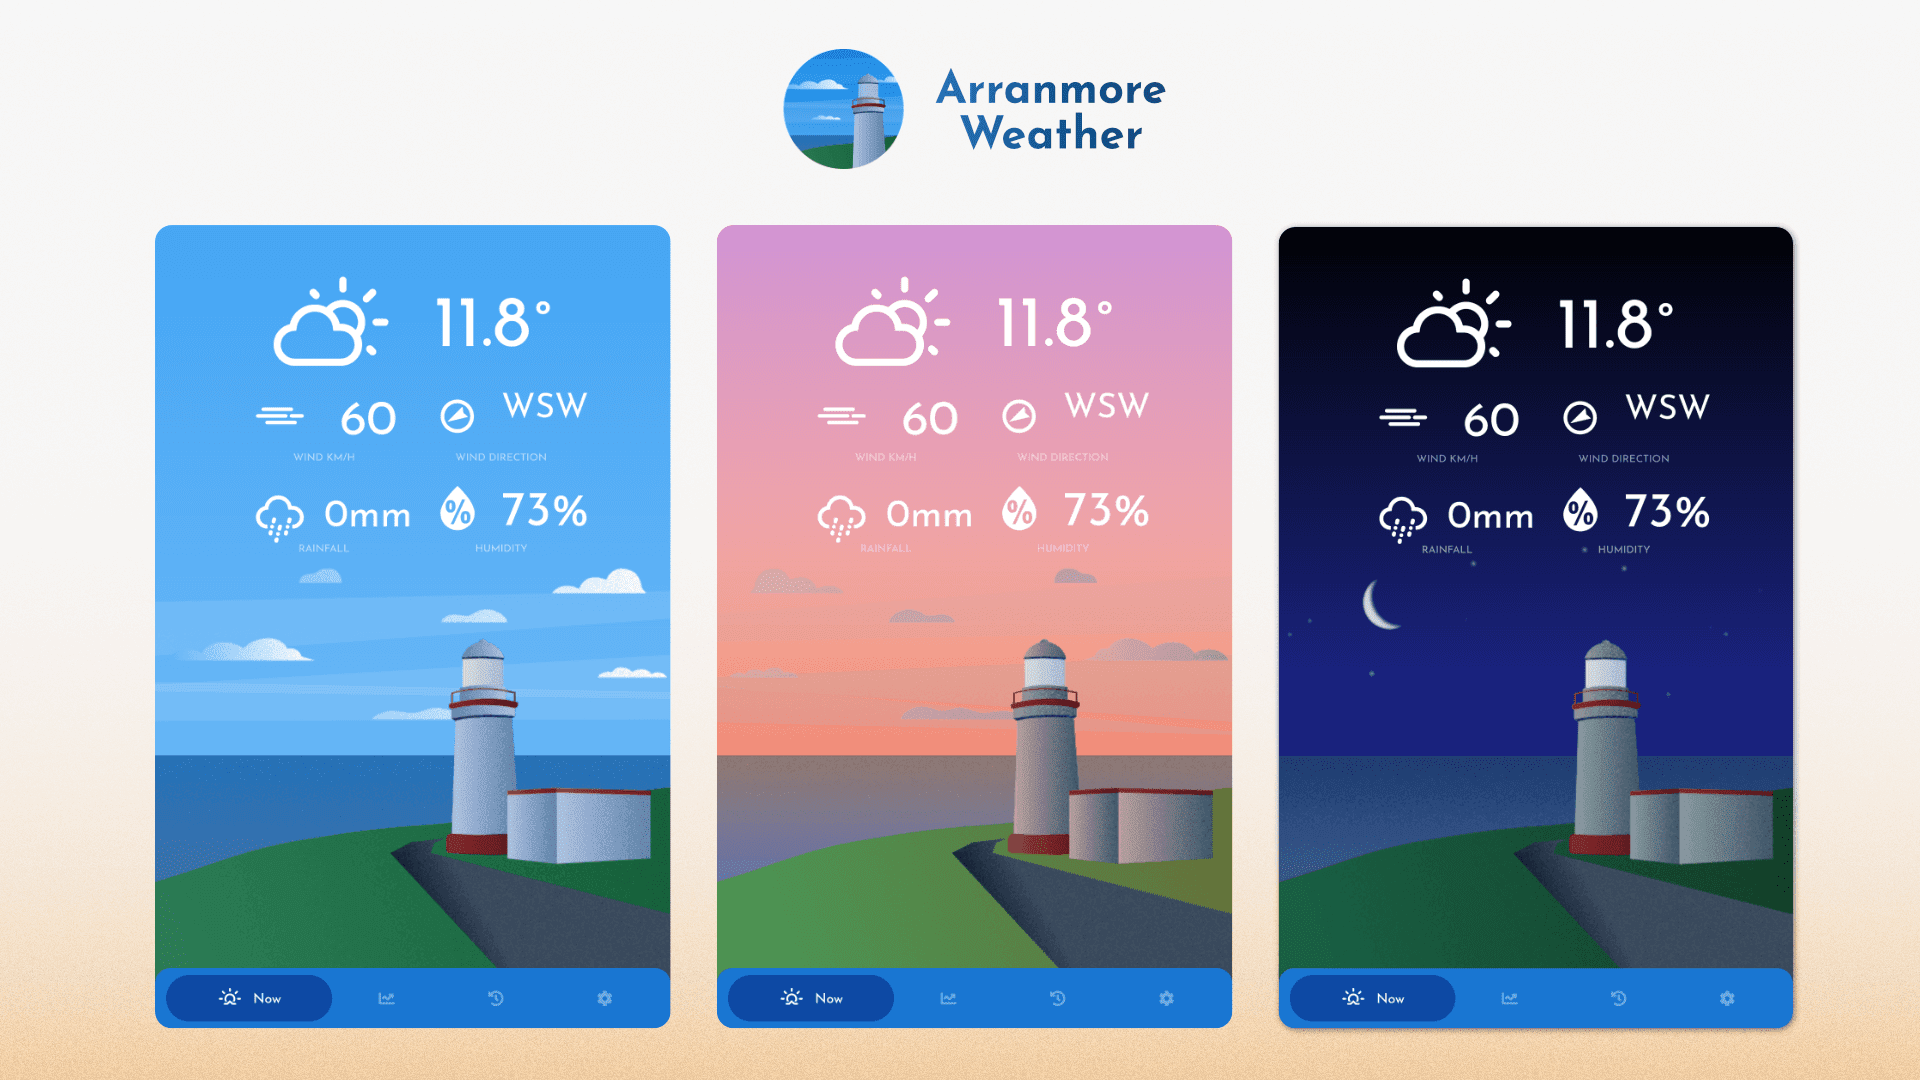 Arranmore
Weather
11.8°
60
WSW
WIND KM/H
WIND DIRECTION
0mm
73%
RAINFALL
HUMIDITY
Now
11.8°
60
WSW
WIND KM/H
WIND DIRECTION
0mm
73%
RAINFALL
HUMIDITY
Now
11.8°
60
WSW
WIND KM/H
WIND DIRECTION
0mm
73%
RAINFALL
HUMIDITY
Now